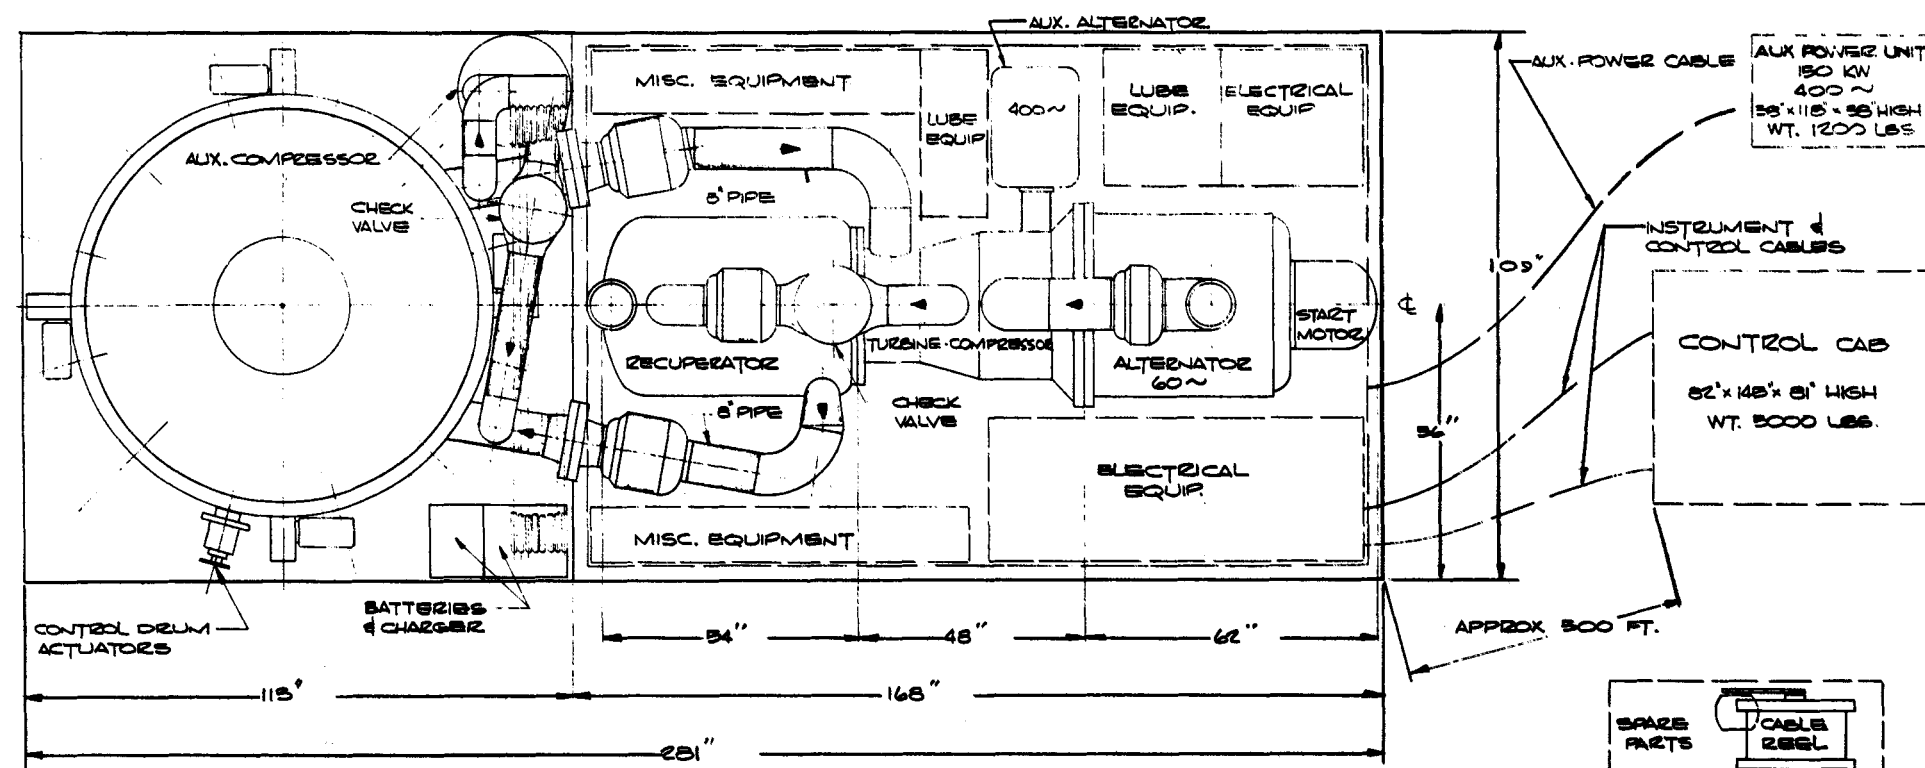 AUX. ALTERNATOR
MISC. EQUIPMENT
LUBE
EQUIP
400~
LUBE
EQUIP.
ELECTRICAL
EQUIP
AUX. POWER CABLE
AUX POWER UNIT
150 KW
400 ~
WT. 1200 LBS
AUX. COMPRESSOR
CHECK
VALVE
8" PIPE
INSTRUMENT &
CONTROL CABLES
109"
℄
START
MOTOR
TURBINE-COMPRESSOR
RECUPERATOR
ALTERNATOR
60~
CONTROL CAB
82" x 148" x 81" HIGH
WT. 5000 LBS.
8" PIPE
CHECK
VALVE
56"
ELECTRICAL
EQUIP.
MISC. EQUIPMENT
CONTROL DRUM
ACTUATORS
BATTERIES
& CHARGER
54"
48"
62"
APPROX 500 FT.
113"
168"
281"
SPARE
PARTS
CABLE
REEL